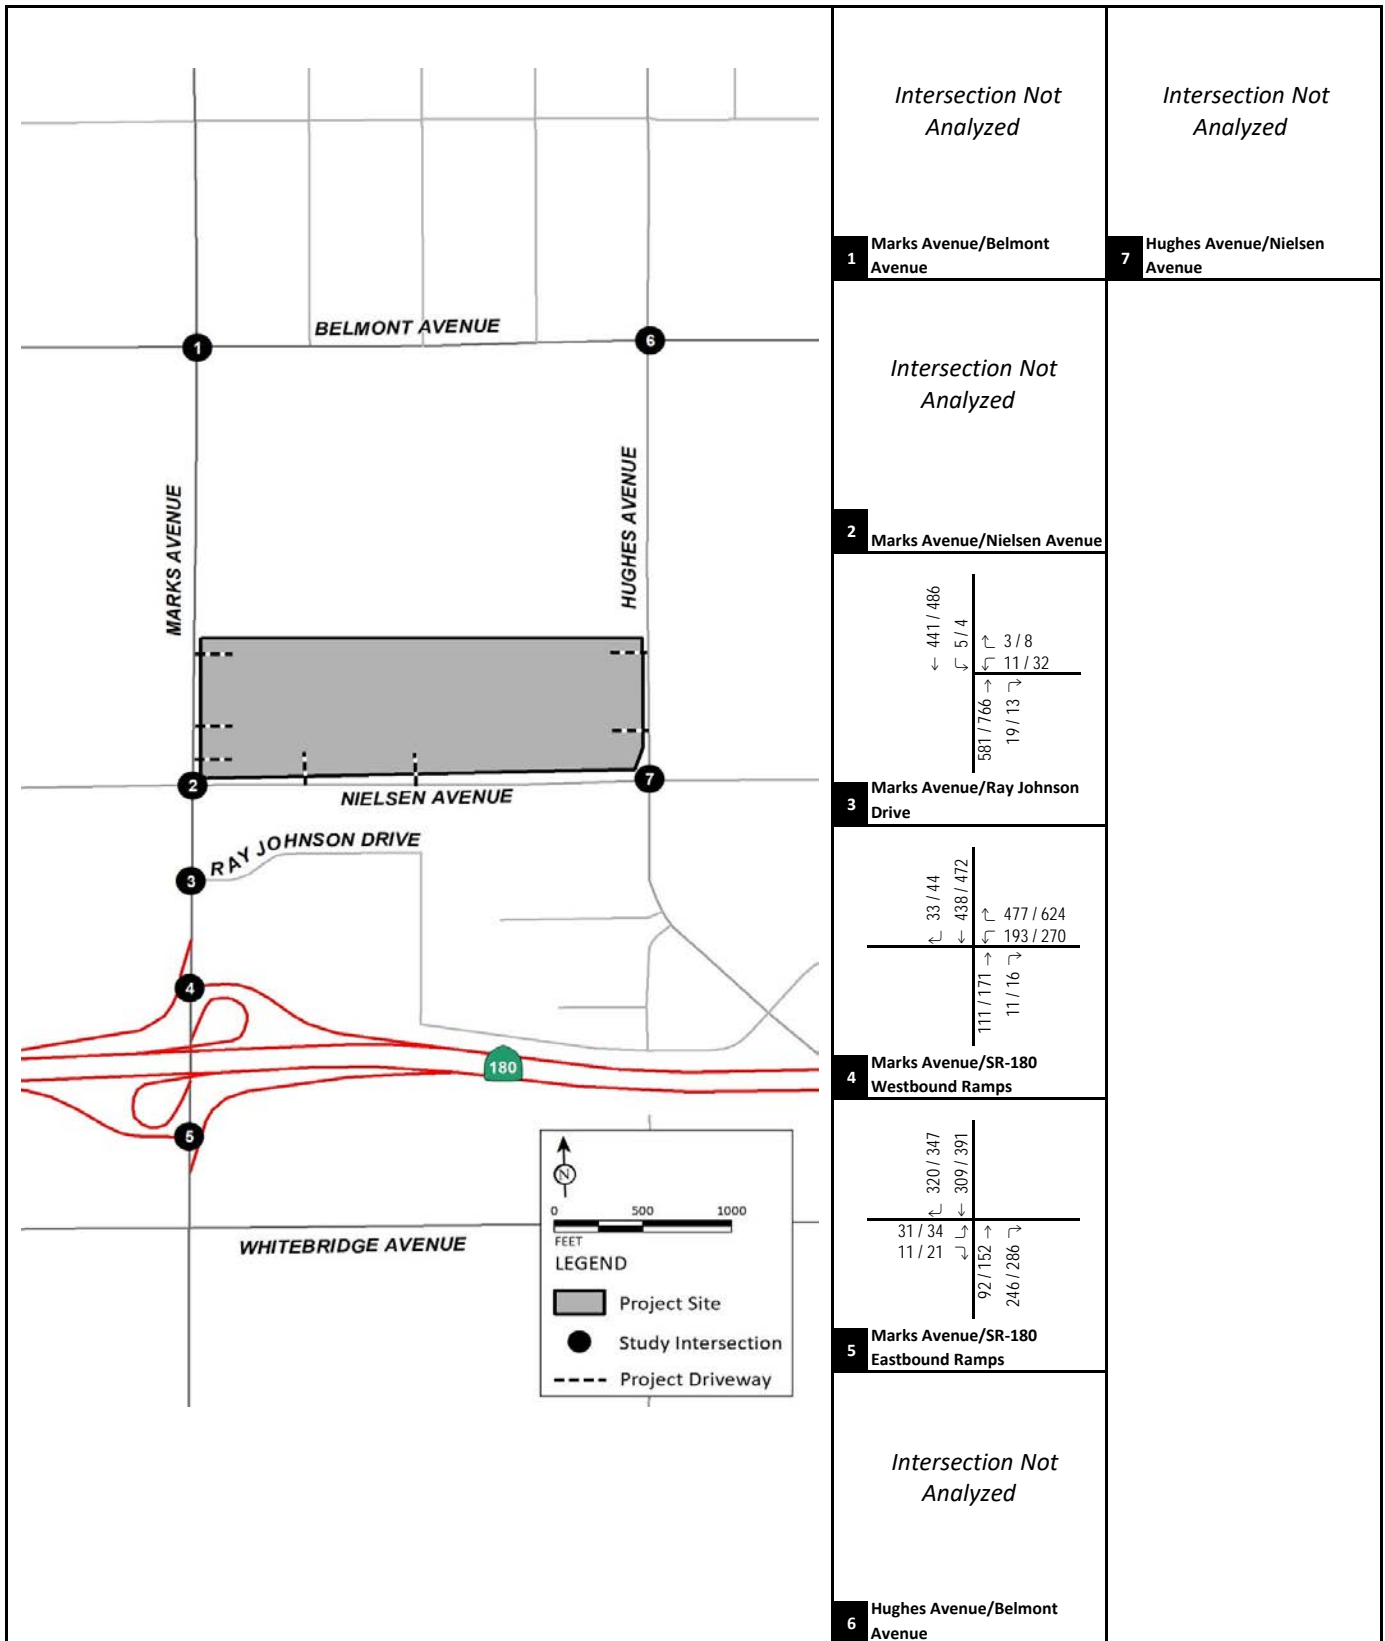 BELMONT AVENUE
MARKS AVENUE
HUGHES AVENUE
NIELSEN AVENUE
RAY JOHNSON DRIVE
WHITEBRIDGE AVENUE
1
6
2
7
3
4
5
180
N
0 500 1000
FEET
LEGEND
Project Site
Study Intersection
Project Driveway
Intersection Not
Analyzed
1 Marks Avenue/Belmont
Avenue
Intersection Not
Analyzed
7 Hughes Avenue/Nielsen
Avenue
Intersection Not
Analyzed
2 Marks Avenue/Nielsen Avenue
441 / 486
5 / 4
3 / 8
11 / 32
581 / 766
19 / 13
3 Marks Avenue/Ray Johnson
Drive
33 / 44
438 / 472
477 / 624
193 / 270
111 / 171
11 / 16
4 Marks Avenue/SR-180
Westbound Ramps
320 / 347
309 / 391
31 / 34
11 / 21
92 / 152
246 / 286
5 Marks Avenue/SR-180
Eastbound Ramps
Intersection Not
Analyzed
6 Hughes Avenue/Belmont
Avenue